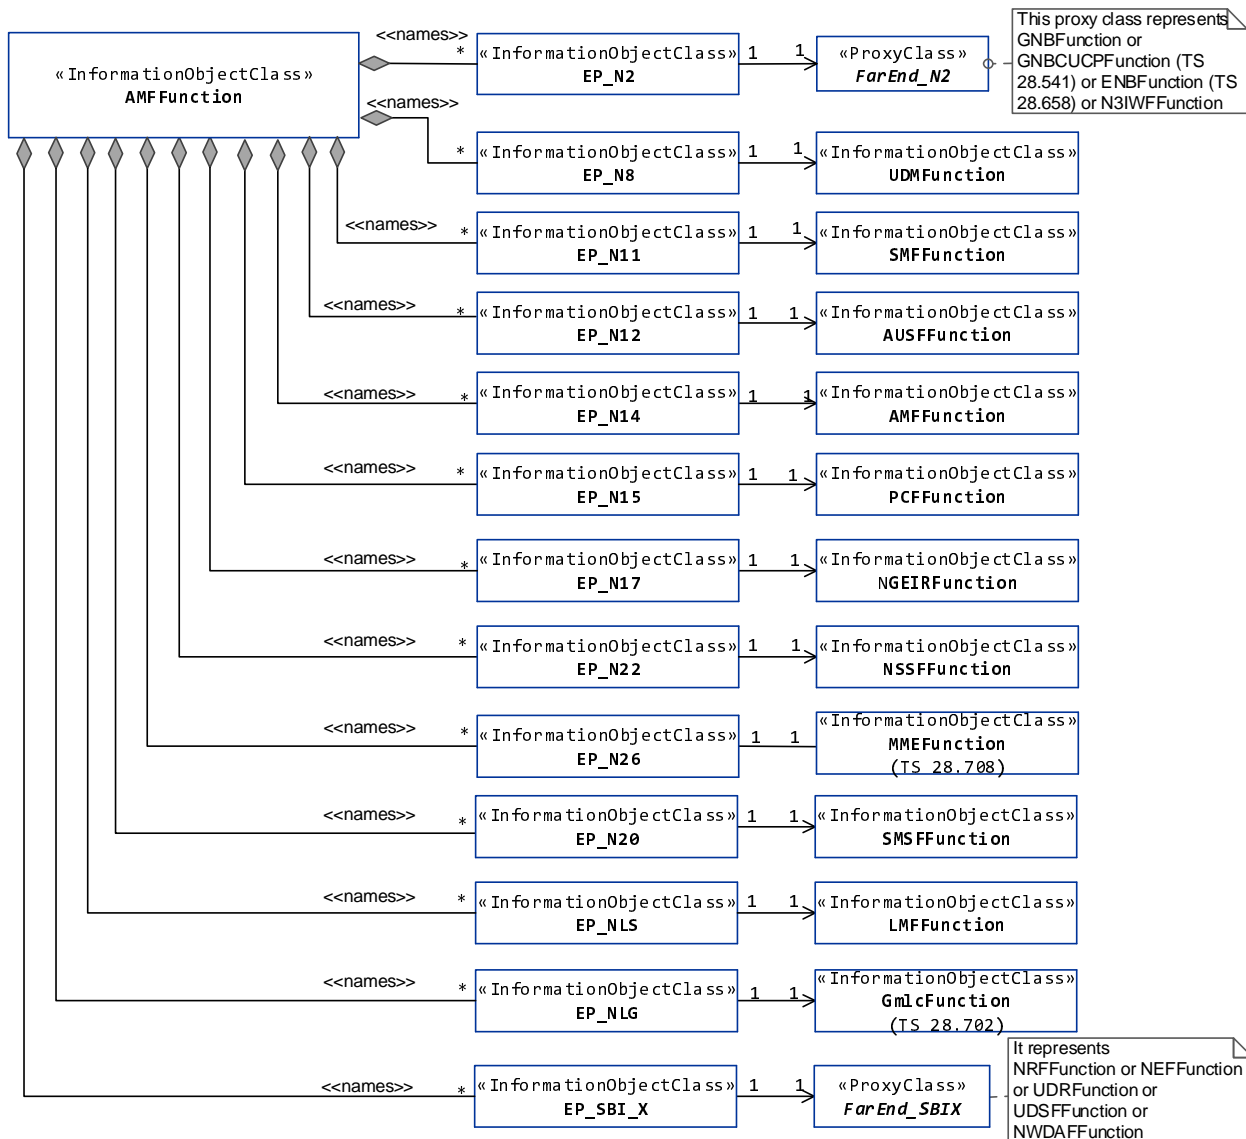 <<names>>
*
«InformationObjectClass»
AMFFunction
«InformationObjectClass»
EP_N2
1
1
«ProxyClass»
FarEnd_N2
This proxy class represents
GNBFunction or
GNBCUCPFunction (TS
28.541) or ENBFunction (TS
28.658) or N3IWFFunction
<<names>>
*
«InformationObjectClass»
EP_N8
1
1
«InformationObjectClass»
UDMFunction
<<names>>
*
«InformationObjectClass»
EP_N11
1
1
«InformationObjectClass»
SMFFunction
<<names>>
*
«InformationObjectClass»
EP_N12
1
1
«InformationObjectClass»
AUSFFunction
<<names>>
*
«InformationObjectClass»
EP_N14
1
1
«InformationObjectClass»
AMFFunction
<<names>>
*
«InformationObjectClass»
EP_N15
1
1
«InformationObjectClass»
PCFFunction
<<names>>
*
«InformationObjectClass»
EP_N17
1
1
«InformationObjectClass»
NGEIRFunction
<<names>>
*
«InformationObjectClass»
EP_N22
1
1
«InformationObjectClass»
NSSFFunction
<<names>>
*
«InformationObjectClass»
EP_N26
1
1
«InformationObjectClass»
MMEFunction
(TS 28.708)
<<names>>
*
«InformationObjectClass»
EP_N20
1
1
«InformationObjectClass»
SMSFFunction
<<names>>
*
«InformationObjectClass»
EP_NLS
1
1
«InformationObjectClass»
LMFFunction
<<names>>
*
«InformationObjectClass»
EP_NLG
1
1
«InformationObjectClass»
GmlcFunction
(TS 28.702)
<<names>>
*
«InformationObjectClass»
EP_SBI_X
1
1
«ProxyClass»
FarEnd_SBIX
It represents
NRFFunction or NEFFunction
or UDRFunction or
UDSFFunction or
NWDAFFunction